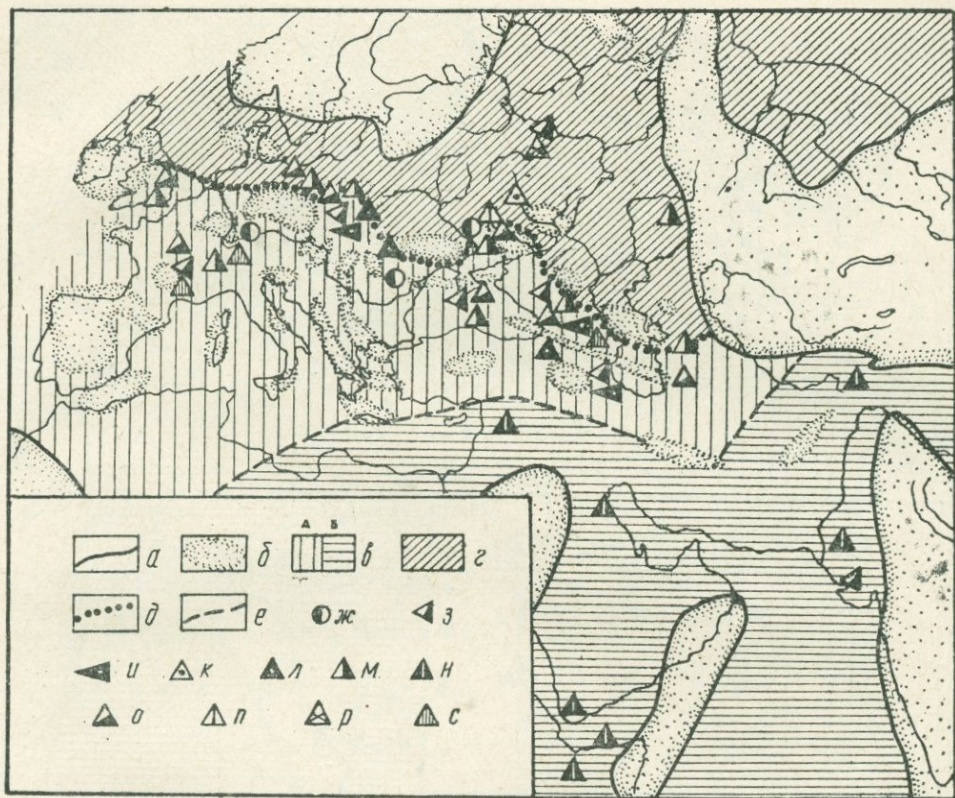 А Б
а б в г
д е ж з
и к л м н
о п р с